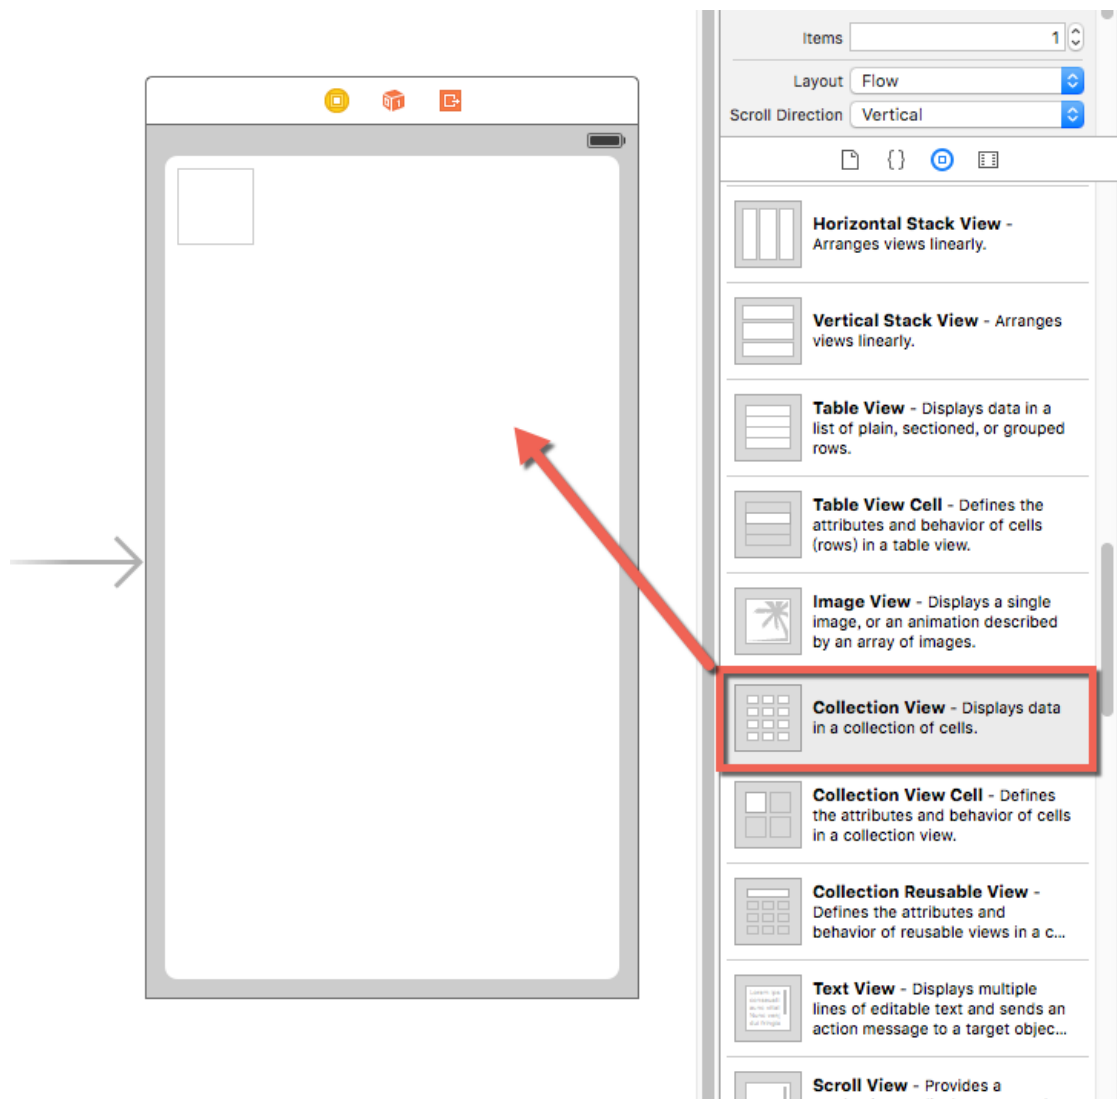 Items 1
Layout Flow
Scroll Direction Vertical
Horizontal Stack View -
Arranges views linearly.
Vertical Stack View - Arranges
views linearly.
Table View - Displays data in a
list of plain, sectioned, or grouped
rows.
Table View Cell - Defines the
attributes and behavior of cells
(rows) in a table view.
Image View - Displays a single
image, or an animation described
by an array of images.
Collection View - Displays data
in a collection of cells.
Collection View Cell - Defines
the attributes and behavior of cells
in a collection view.
Collection Reusable View -
Defines the attributes and
behavior of reusable views in a c...
Text View - Displays multiple
lines of editable text and sends an
action message to a target objec...
Scroll View - Provides a